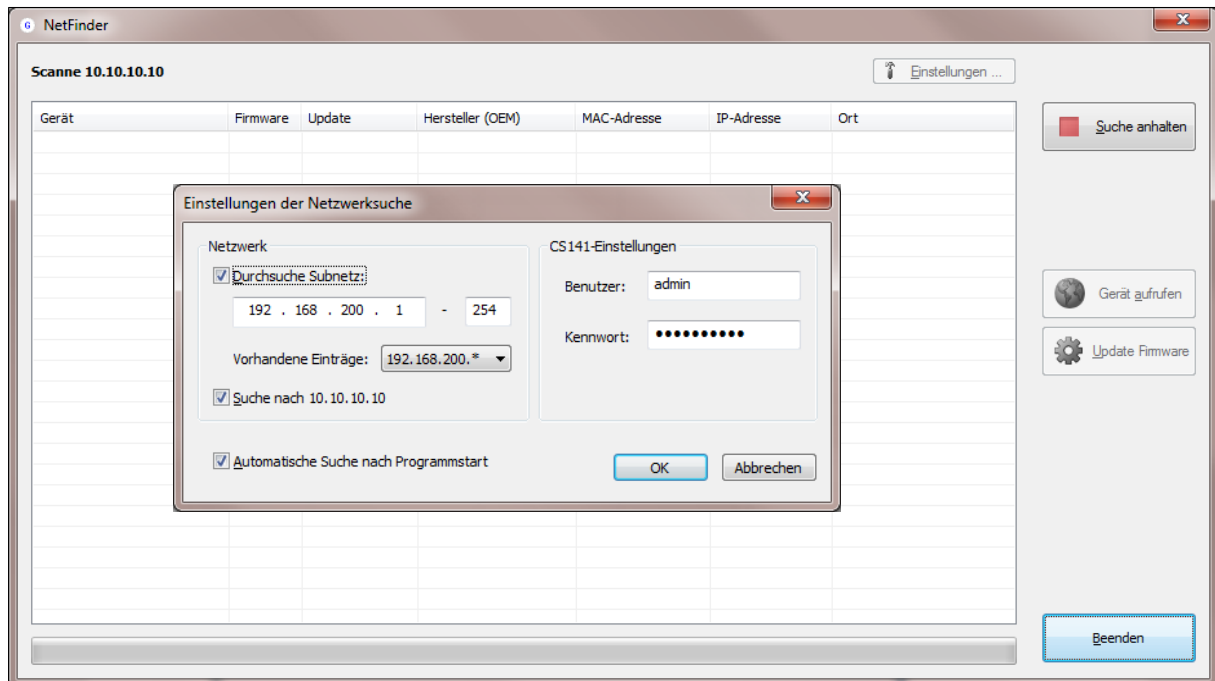 G NetFinder
Scanne 10.10.10.10
Einstellungen ...
Gerät Firmware Update Hersteller (OEM) MAC-Adresse IP-Adresse Ort
Suche anhalten
Einstellungen der Netzwerksuche
Netzwerk
Durchsuche Subnetz:
192 . 168 . 200 . 1 - 254
Vorhandene Einträge: 192.168.200.*
Suche nach 10.10.10.10
CS141-Einstellungen
Benutzer: admin
Kennwort: ●●●●●●●●●●
Automatische Suche nach Programmstart
OK Abbrechen
Gerät aufrufen
Update Firmware
Beenden